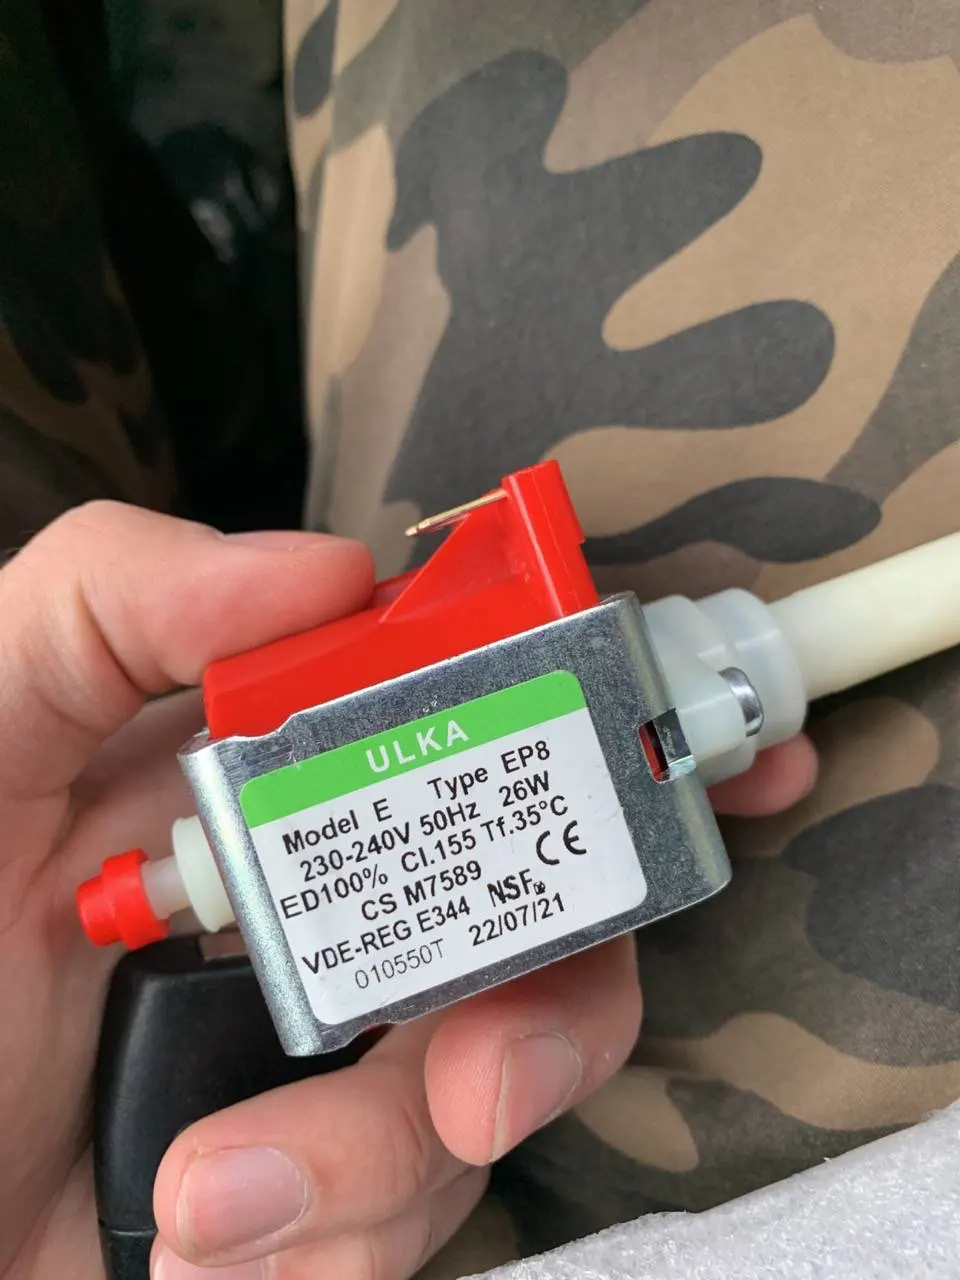 ULKA
Model E Type EP8
230-240V 50Hz 26W
ED100% Cl.155 Tf.35°C
CS M7589 CE
VDE-REG E344 NSF
010550T 22/07/21